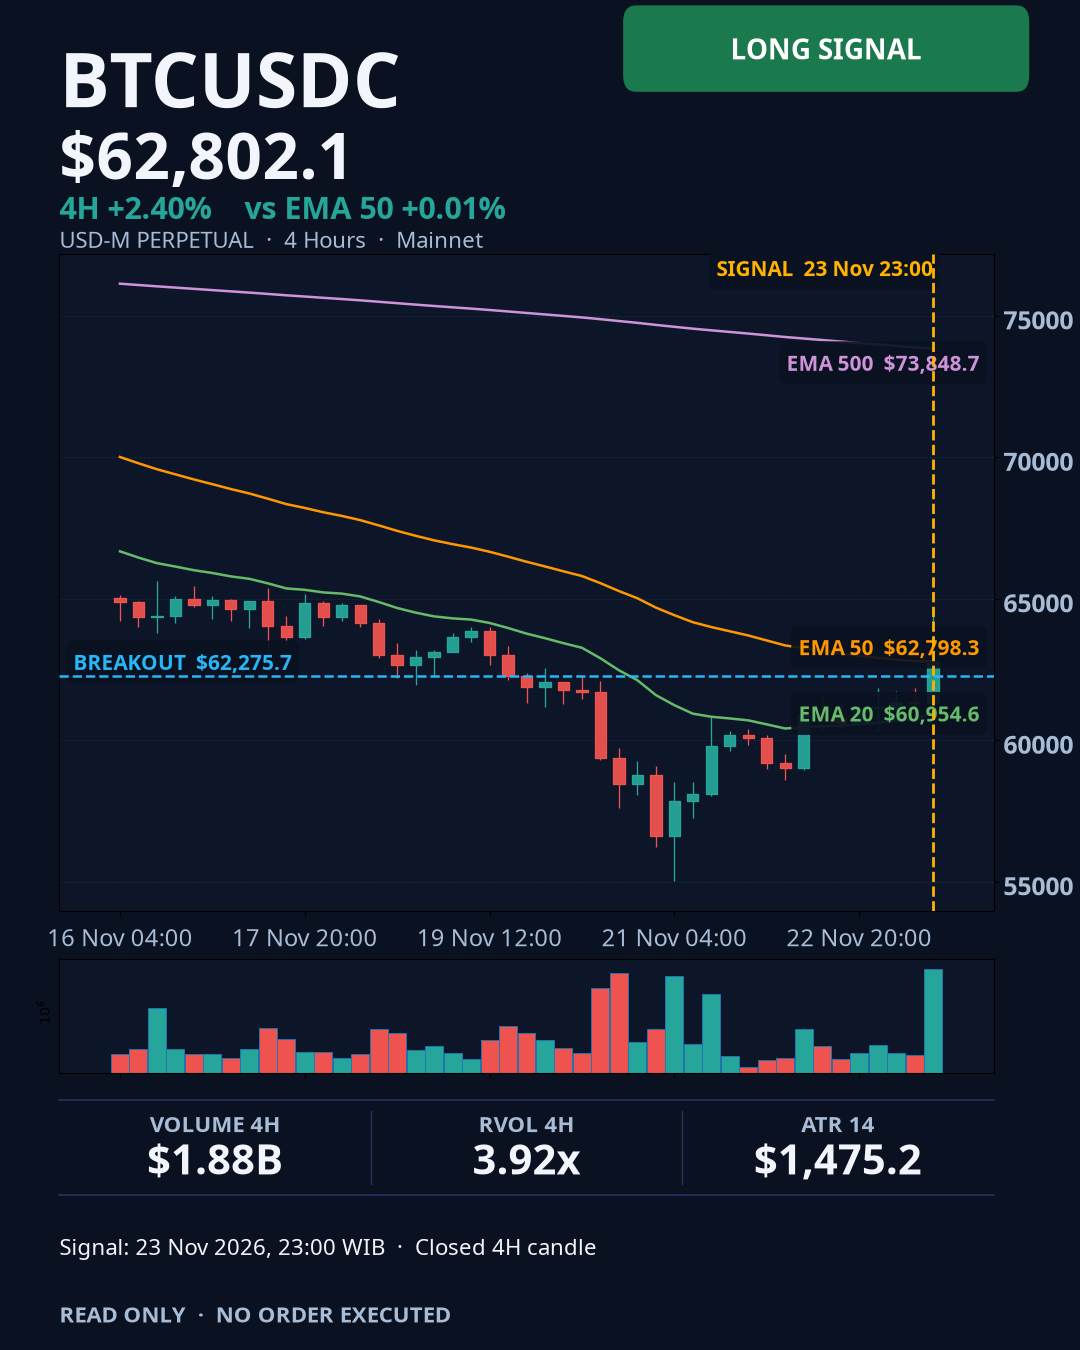 LONG SIGNAL
BTCUSDC
$62,802.1
4H +2.40% vs EMA 50 +0.01%
USD-M PERPETUAL · 4 Hours · Mainnet
SIGNAL 23 Nov 23:00
75000
EMA 500 $73,848.7
70000
65000
EMA 50 $62,798.3
BREAKOUT $62,275.7
EMA 20 $60,954.6
60000
55000
16 Nov 04:00 17 Nov 20:00 19 Nov 12:00 21 Nov 04:00 22 Nov 20:00
10⁶
VOLUME 4H RVOL 4H ATR 14
$1.88B 3.92x $1,475.2
Signal: 23 Nov 2026, 23:00 WIB · Closed 4H candle
READ ONLY · NO ORDER EXECUTED